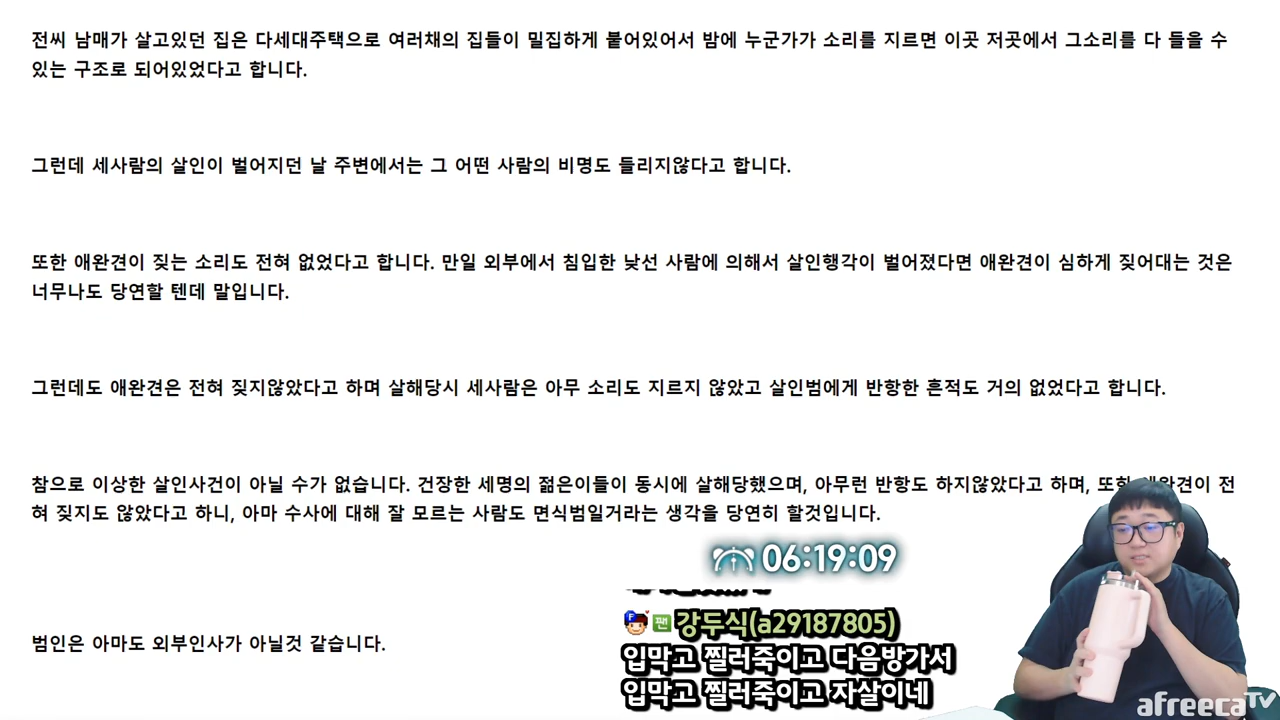 전씨 남매가 살고있던 집은 다세대주택으로 여러채의 집들이 밀집하게 붙어있어서 밤에 누군가가 소리를 지르면 이곳 저곳에서 그소리를 다 들을 수
있는 구조로 되어있었다고 합니다.
그런데 세사람의 살인이 벌어지던 날 주변에서는 그 어떤 사람의 비명도 들리지않다고 합니다.
또한 애완견이 짖는 소리도 전혀 없었다고 합니다. 만일 외부에서 침입한 낯선 사람에 의해서 살인행각이 벌어졌다면 애완견이 심하게 짖어대는 것은
너무나도 당연할 텐데 말입니다.
그런데도 애완견은 전혀 짖지않았다고 하며 살해당시 세사람은 아무 소리도 지르지 않았고 살인범에게 반항한 흔적도 거의 없었다고 합니다.
참으로 이상한 살인사건이 아닐 수가 없습니다. 건장한 세명의 젊은이들이 동시에 살해당했으며, 아무런 반항도 하지않았다고 하며, 또한 애완견이 전
혀 짖지도 않았다고 하니, 아마 수사에 대해 잘 모르는 사람도 면식범일거라는 생각을 당연히 할것입니다.
06:19:09
F 팬 강두식(a29187805)
범인은 아마도 외부인사가 아닐것 같습니다.
입막고 찔러죽이고 다음방가서
입막고 찔러죽이고 자살이네
afreecaTV